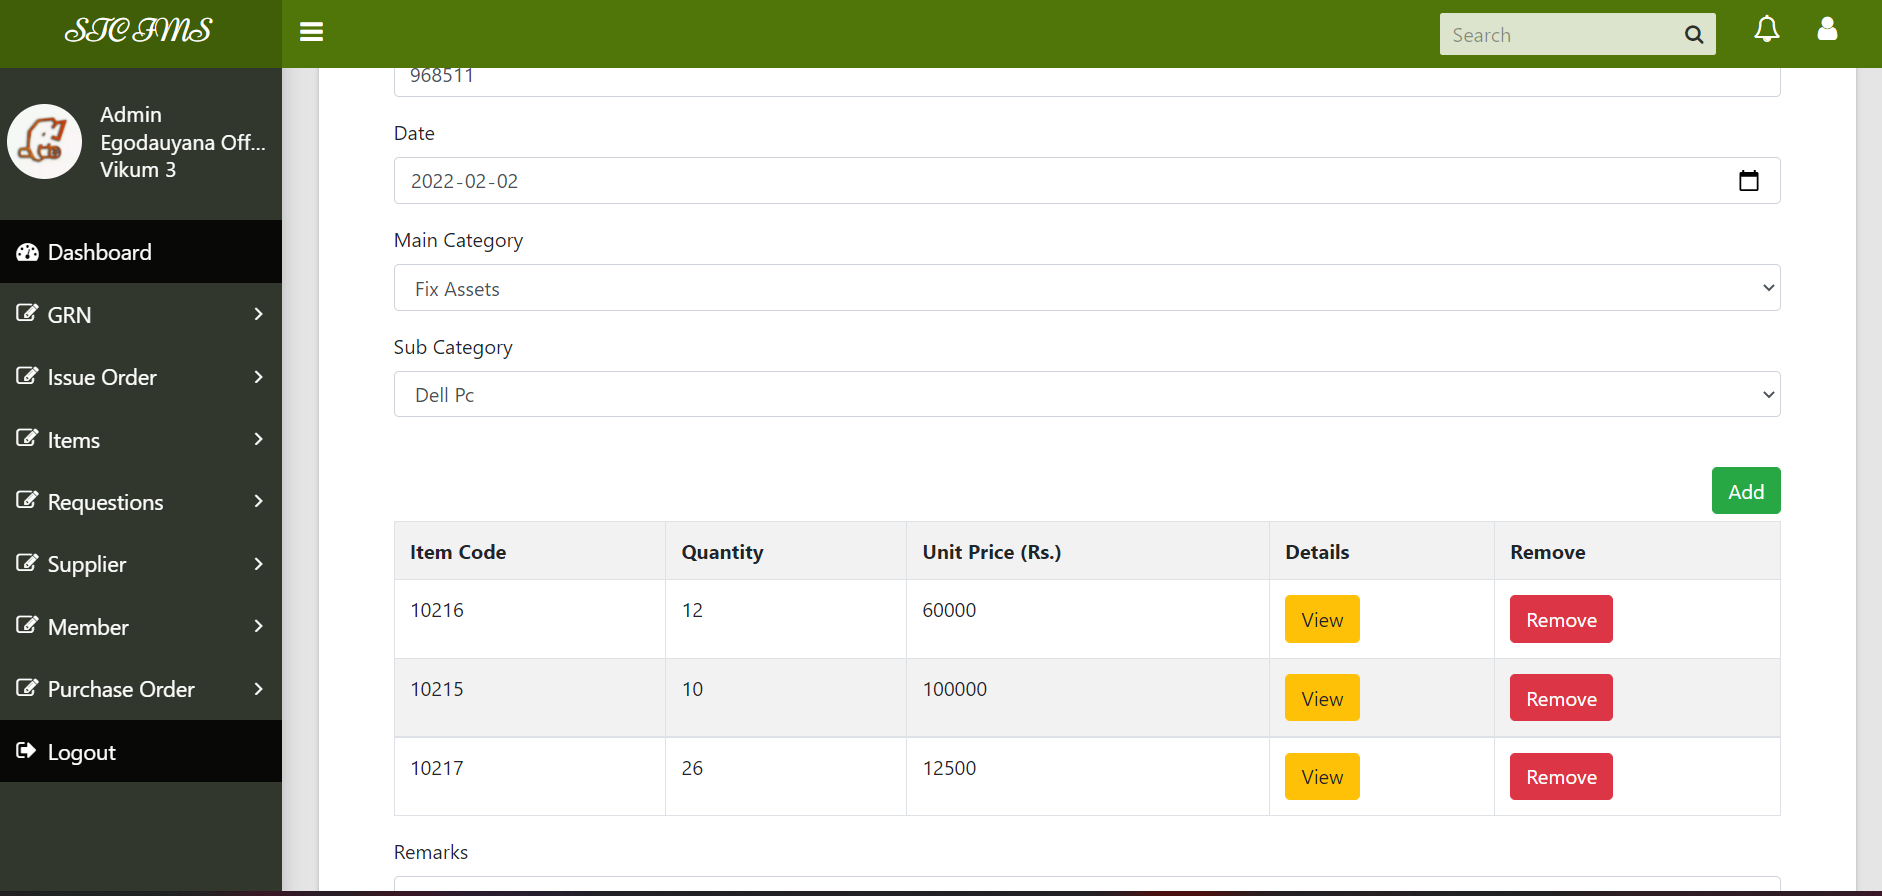 STC FMS
Search
Admin
Egodauyana Off...
Vikum 3
Dashboard
GRN
Issue Order
Items
Requestions
Supplier
Member
Purchase Order
Logout
968511
Date
2022-02-02
Main Category
Fix Assets
Sub Category
Dell Pc
Add
Item Code Quantity Unit Price (Rs.) Details Remove
10216 12 60000 View Remove
10215 10 100000 View Remove
10217 26 12500 View Remove
Remarks